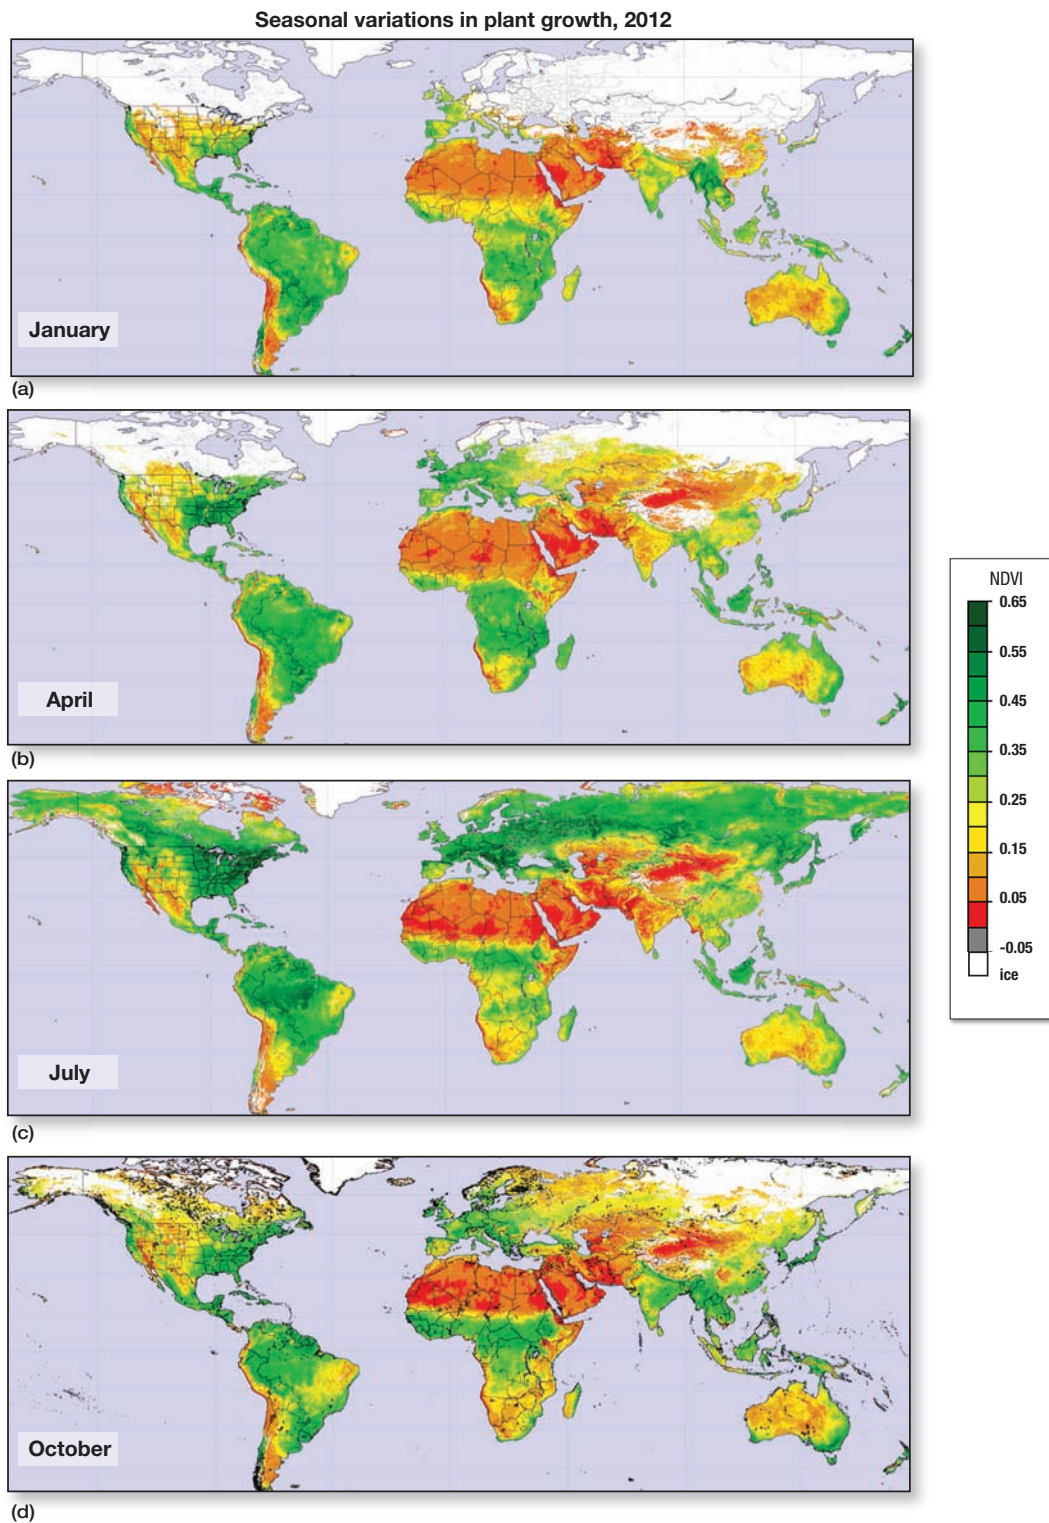 Seasonal variations in plant growth, 2012
January
(a)
April
(b)
NDVI
0.65
0.55
0.45
0.35
0.25
0.15
0.05
-0.05
ice
July
(c)
October
(d)